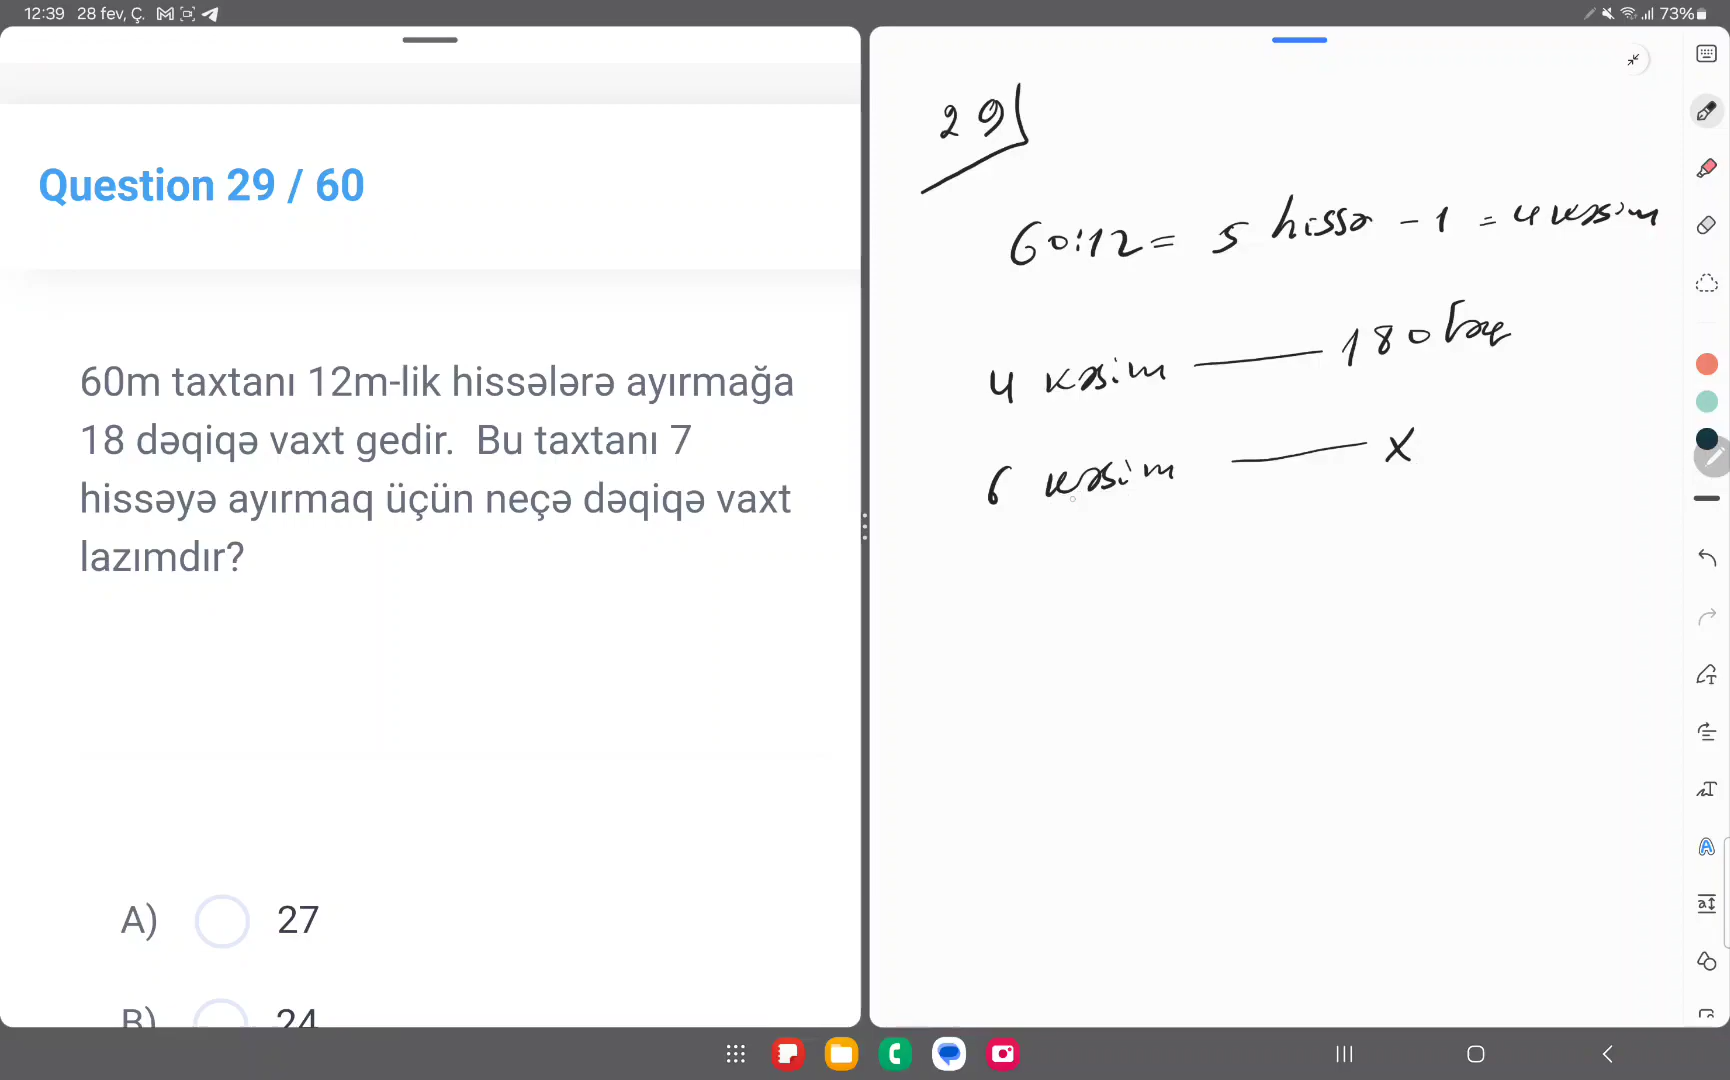 12:39 28 fev, Ç.
73%
Question 29 / 60
60m taxtanı 12m-lik hissələrə ayırmağa
18 dəqiqə vaxt gedir. Bu taxtanı 7
hissəyə ayırmaq üçün neçə dəqiqə vaxt
lazımdır?
A) 27
B) 24
29
60:12 = 5 hissə - 1 = 4 kəsim
4 kəsim — 18
6 kəsim — x